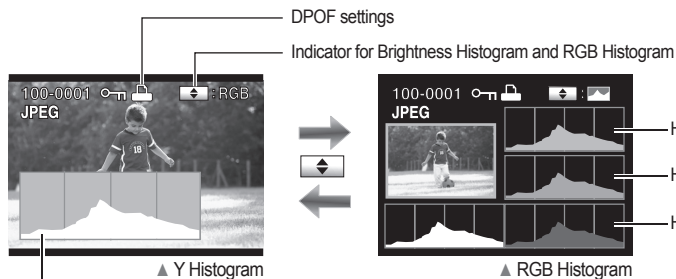 DPOF settings
Indicator for Brightness Histogram and RGB Histogram
100-0001 : RGB
JPEG
18
100-0001 :
JPEG
H
H
H
▲ Y Histogram
▲ RGB Histogram